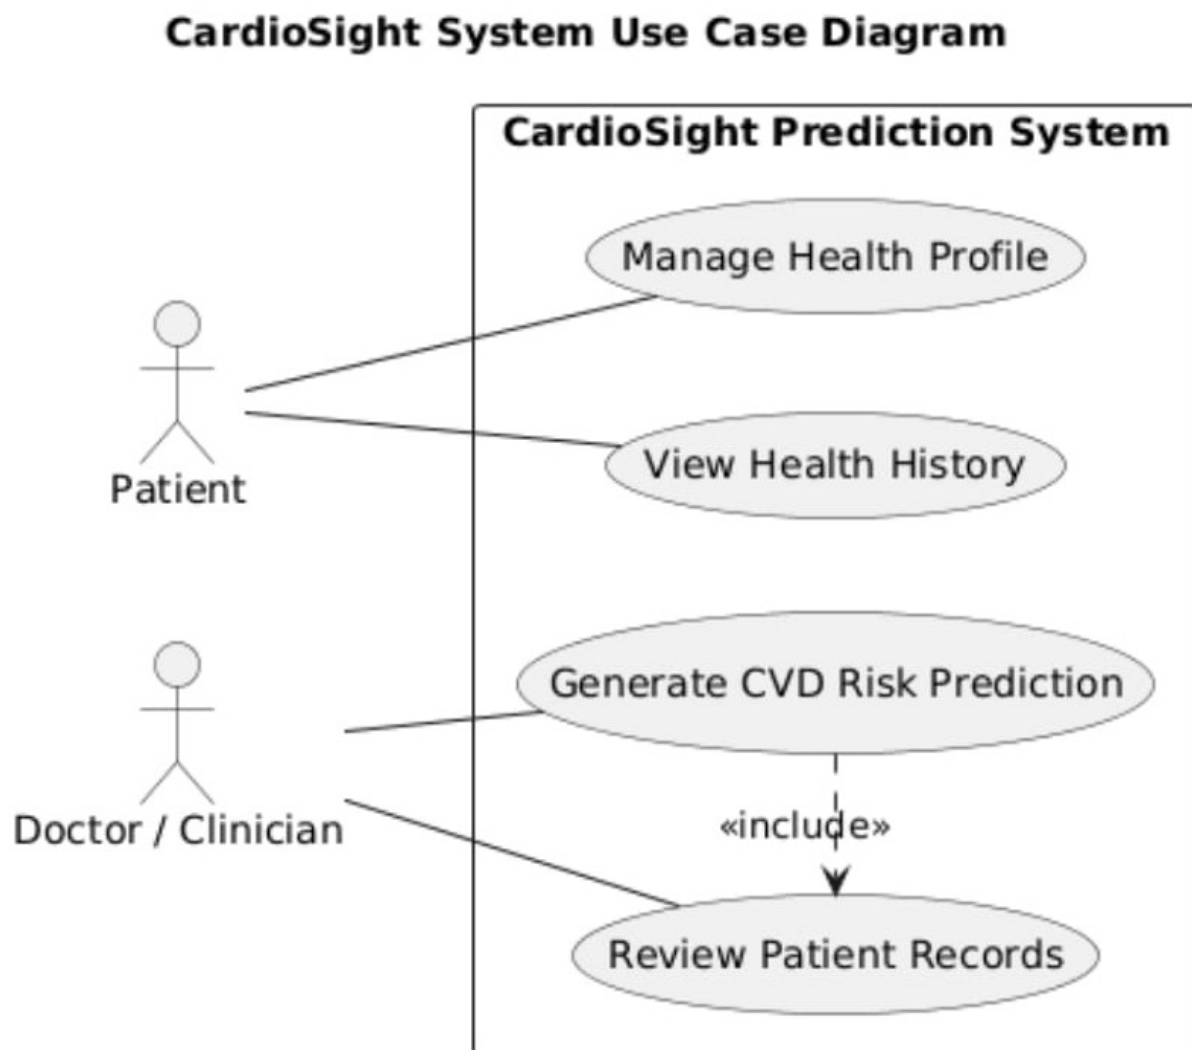 CardioSight System Use Case Diagram
CardioSight Prediction System
Manage Health Profile
View Health History
Patient
Generate CVD Risk Prediction
Doctor / Clinician
«include»
Review Patient Records